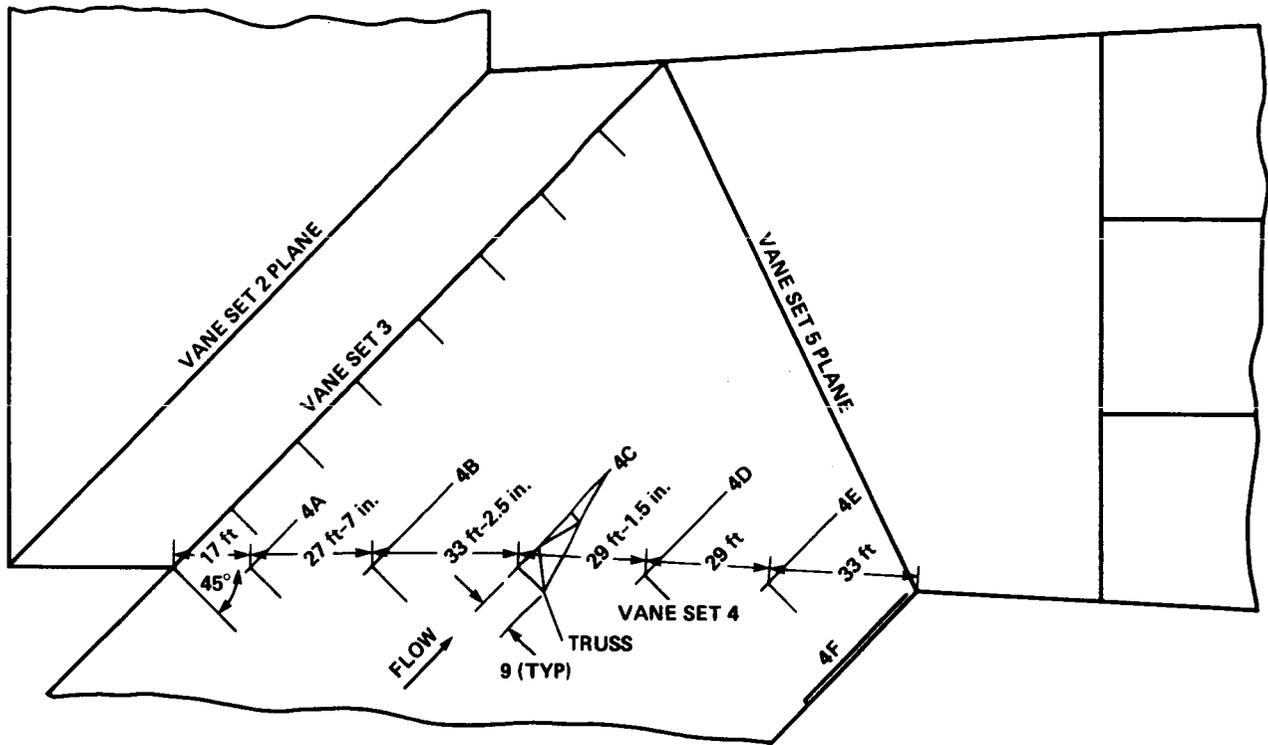 VANE SET 2 PLANE
VANE SET 3
VANE SET 5 PLANE
4A
4B
4C
4D
4E
17 ft
27 ft–7 in.
33 ft–2.5 in.
29 ft–1.5 in.
29 ft
33 ft
45°
VANE SET 4
TRUSS
FLOW
9 (TYP)
4F